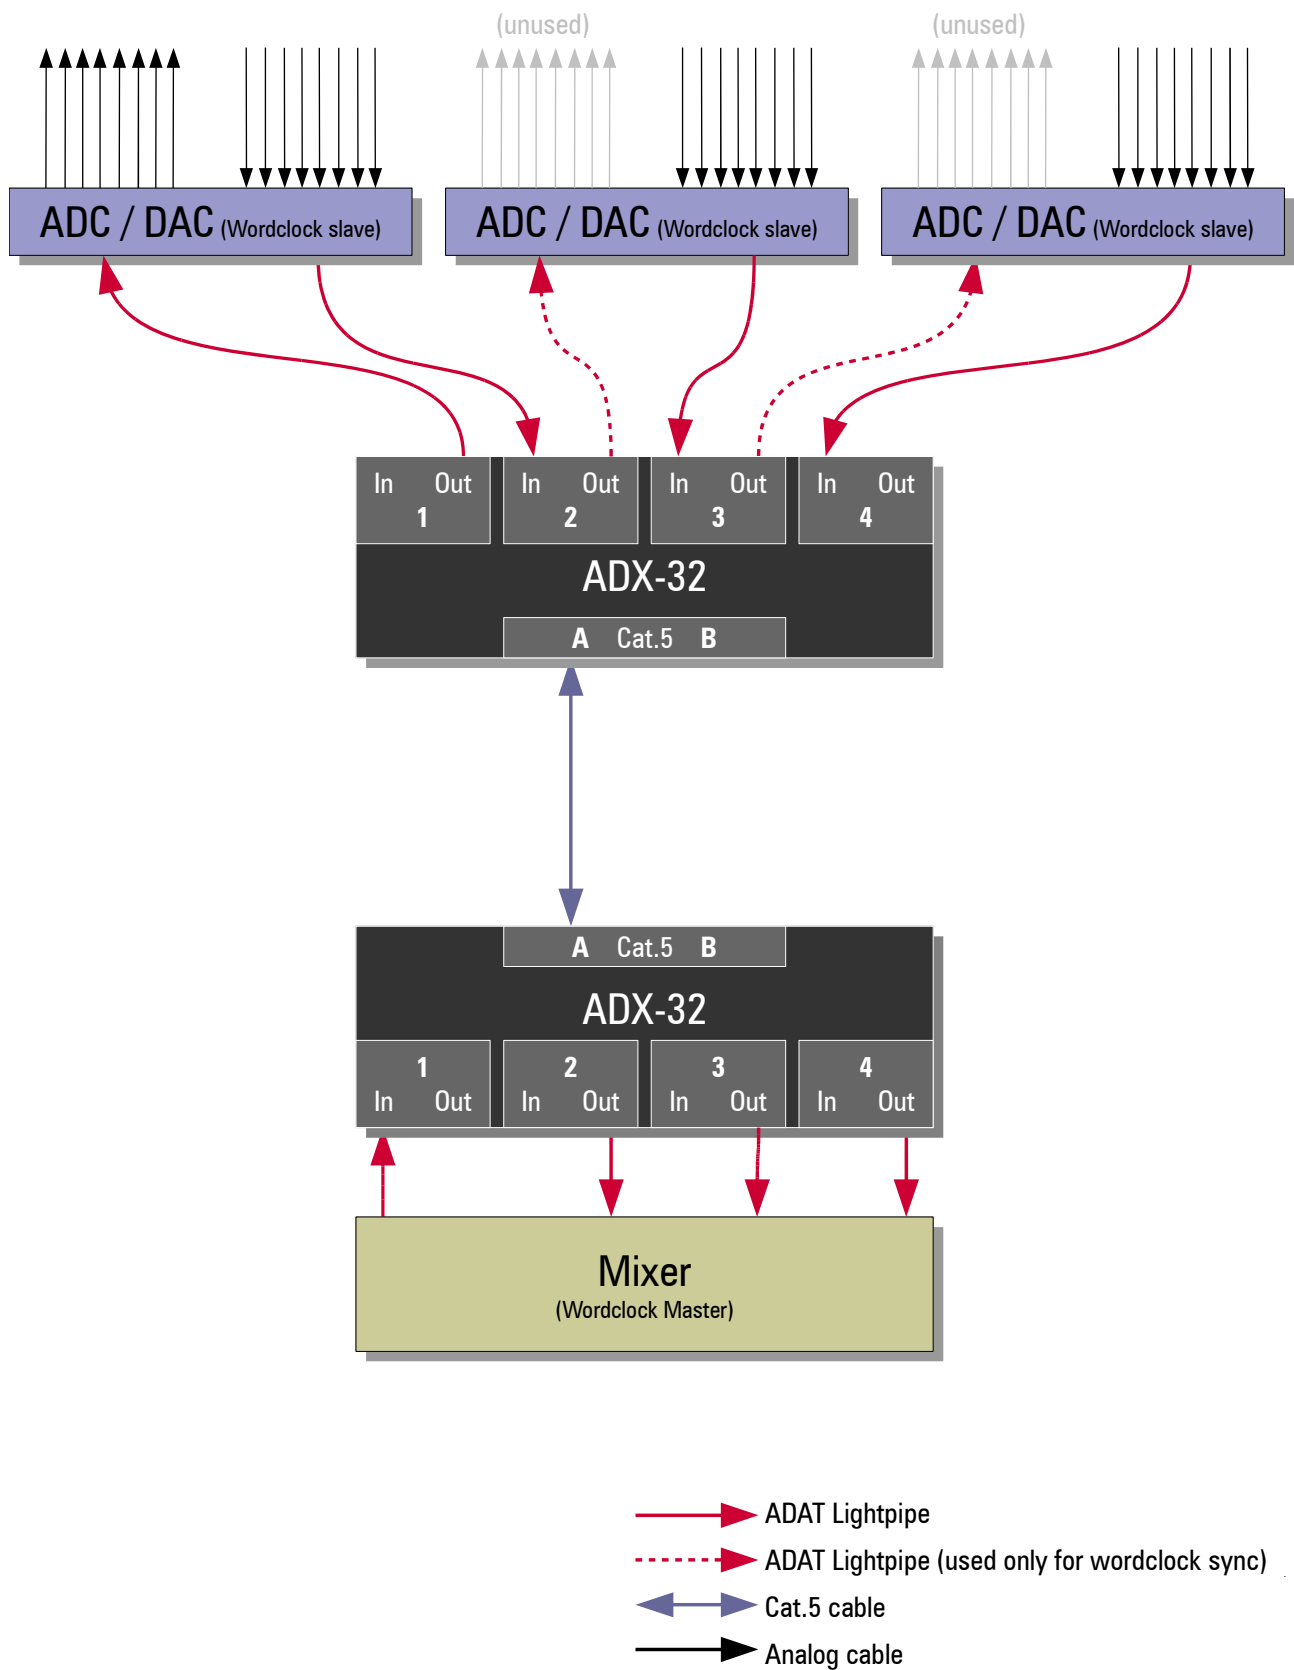 (unused)
(unused)
ADC / DAC (Wordclock slave)
ADC / DAC (Wordclock slave)
ADC / DAC (Wordclock slave)
In Out In Out In Out In Out
1 2 3 4
ADX-32
A Cat.5 B
A Cat.5 B
ADX-32
1 2 3 4
In Out In Out In Out In Out
Mixer
(Wordclock Master)
ADAT Lightpipe
ADAT Lightpipe (used only for wordclock sync)
Cat.5 cable
Analog cable